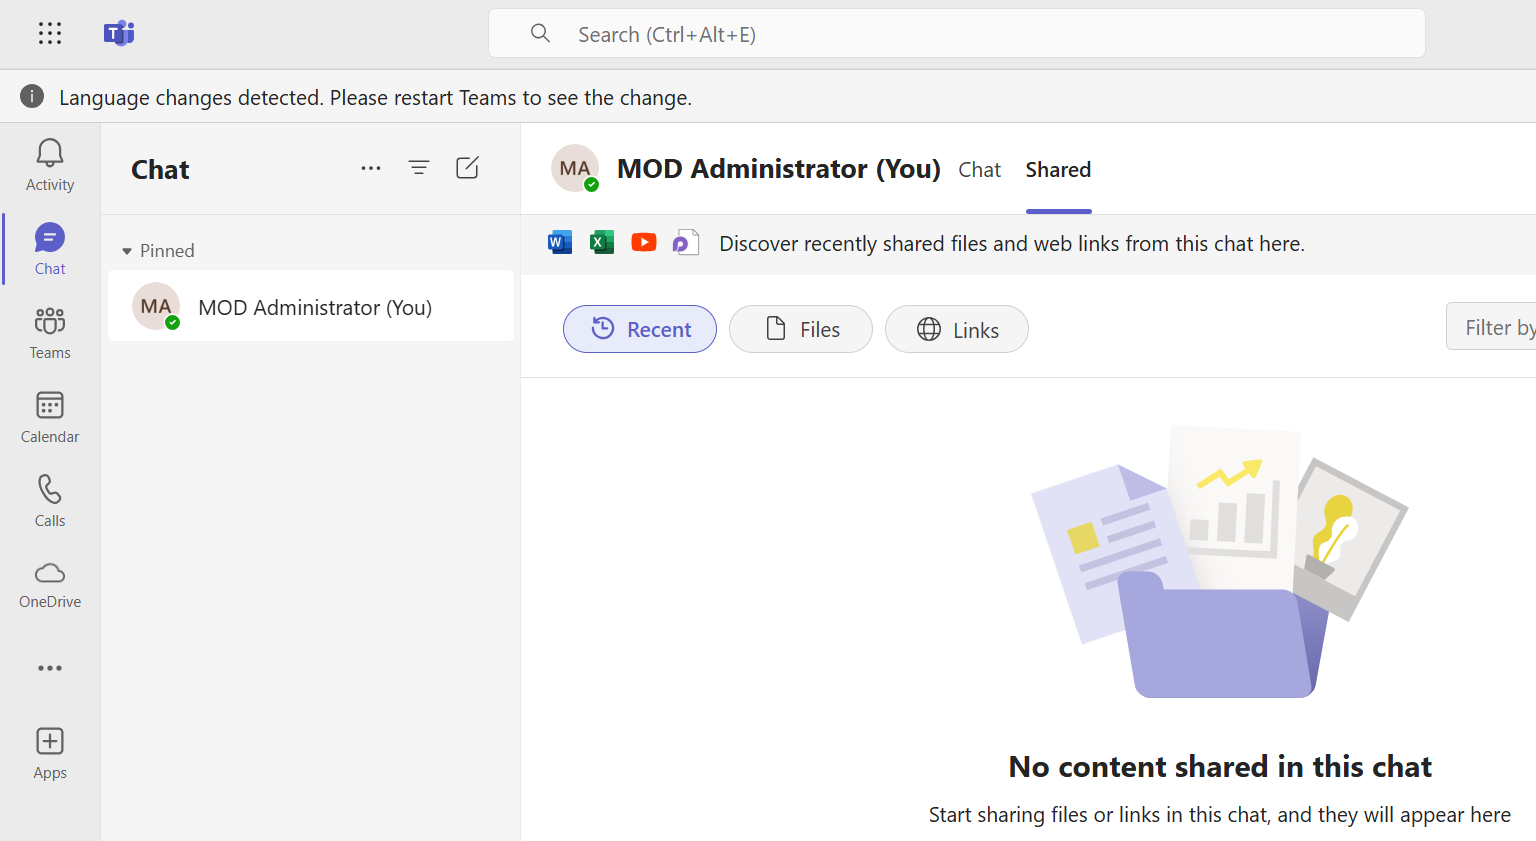 Search (Ctrl+Alt+E)
Language changes detected. Please restart Teams to see the change.
Activity
Chat
Teams
Calendar
Calls
OneDrive
Apps
Chat
Pinned
MA
MOD Administrator (You)
MA
MOD Administrator (You)
Chat
Shared
Discover recently shared files and web links from this chat here.
Recent
Files
Links
Filter by
No content shared in this chat
Start sharing files or links in this chat, and they will appear here